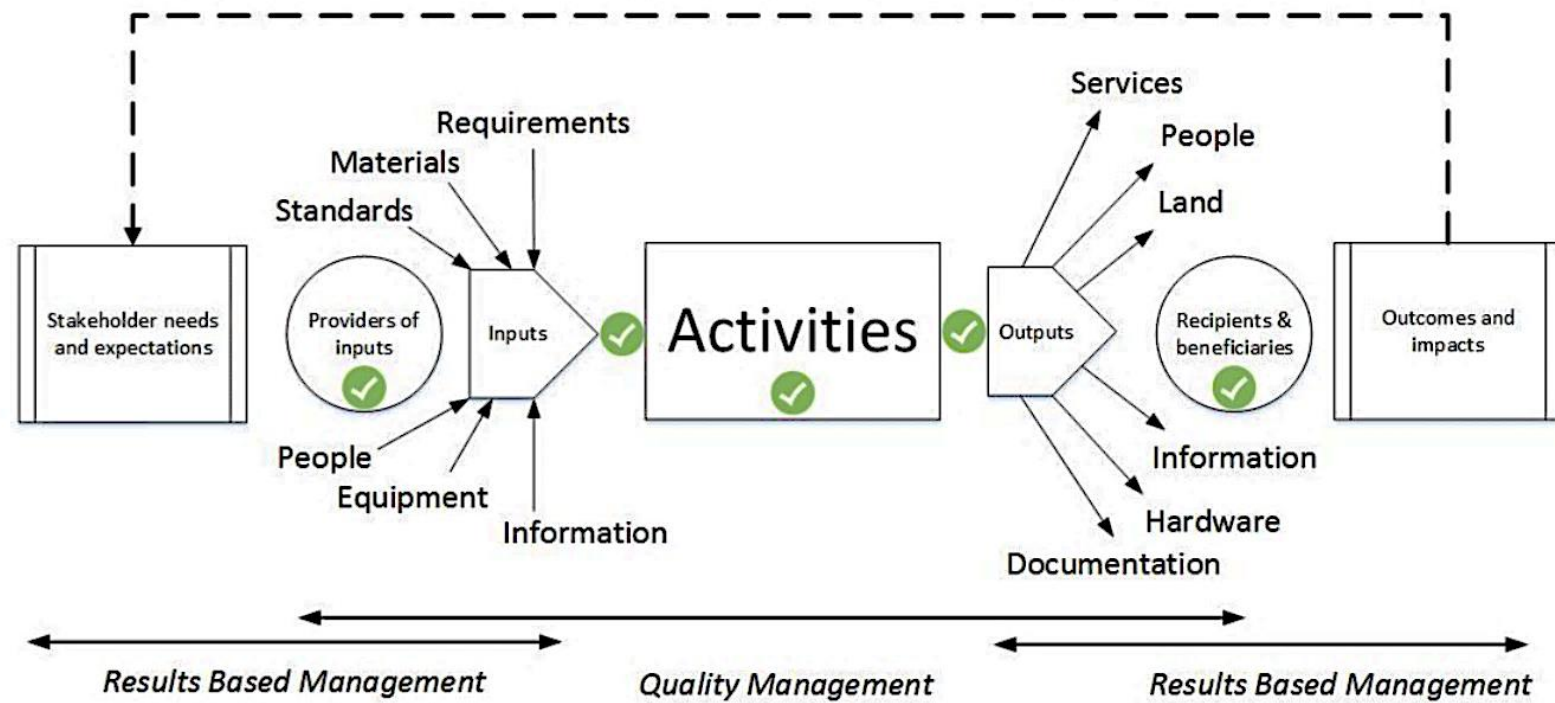 Services
Requirements
People
Materials
Land
Standards
Stakeholder needs
and expectations
Providers of
inputs
Inputs
Activities
Outputs
Recipients &
beneficiaries
Outcomes and
impacts
People
Equipment
Information
Information
Hardware
Documentation
Results Based Management
Quality Management
Results Based Management